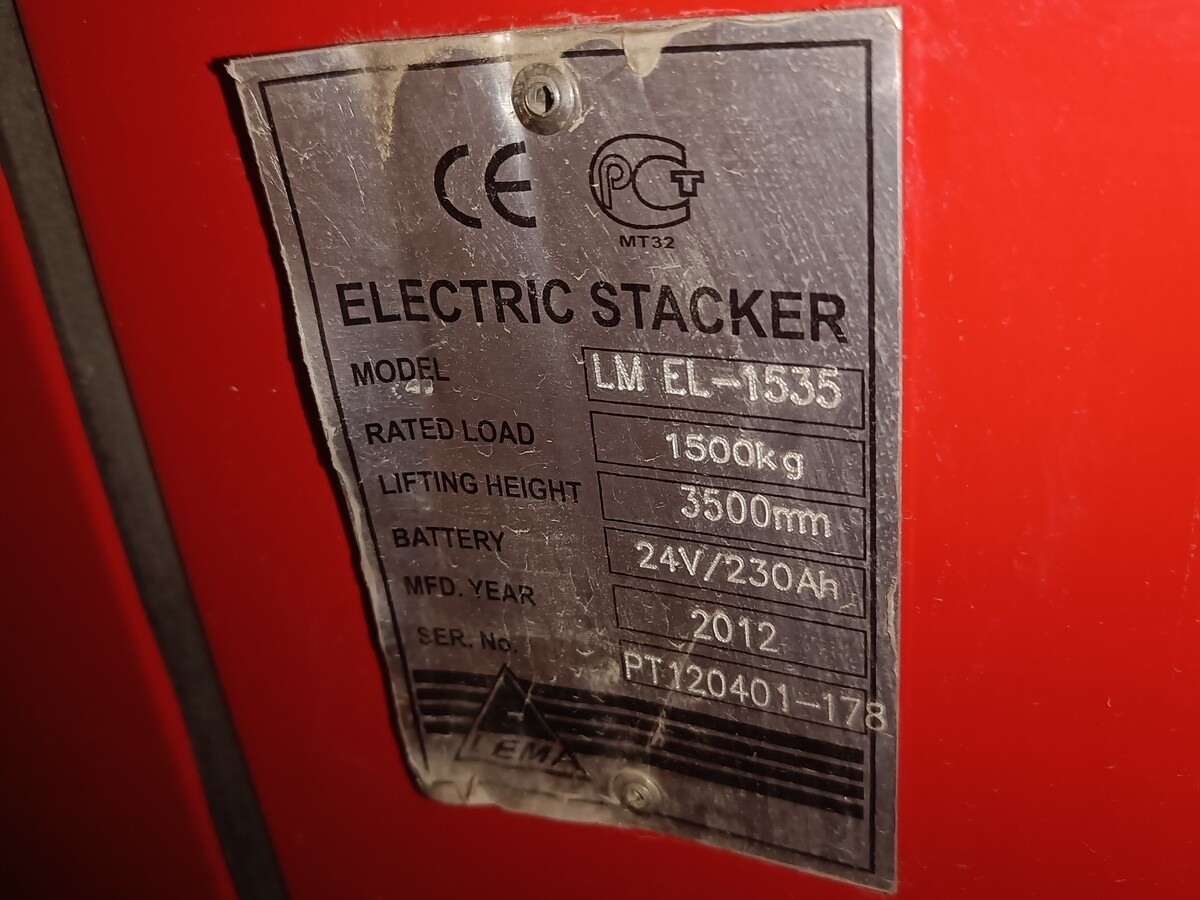 CE PCT
MT32
ELECTRIC STACKER
MODEL LM EL-1535
RATED LOAD 1500kg
LIFTING HEIGHT 3500mm
BATTERY 24V/230Ah
MFD. YEAR 2012
SER. No. PT120401-178
LEMA